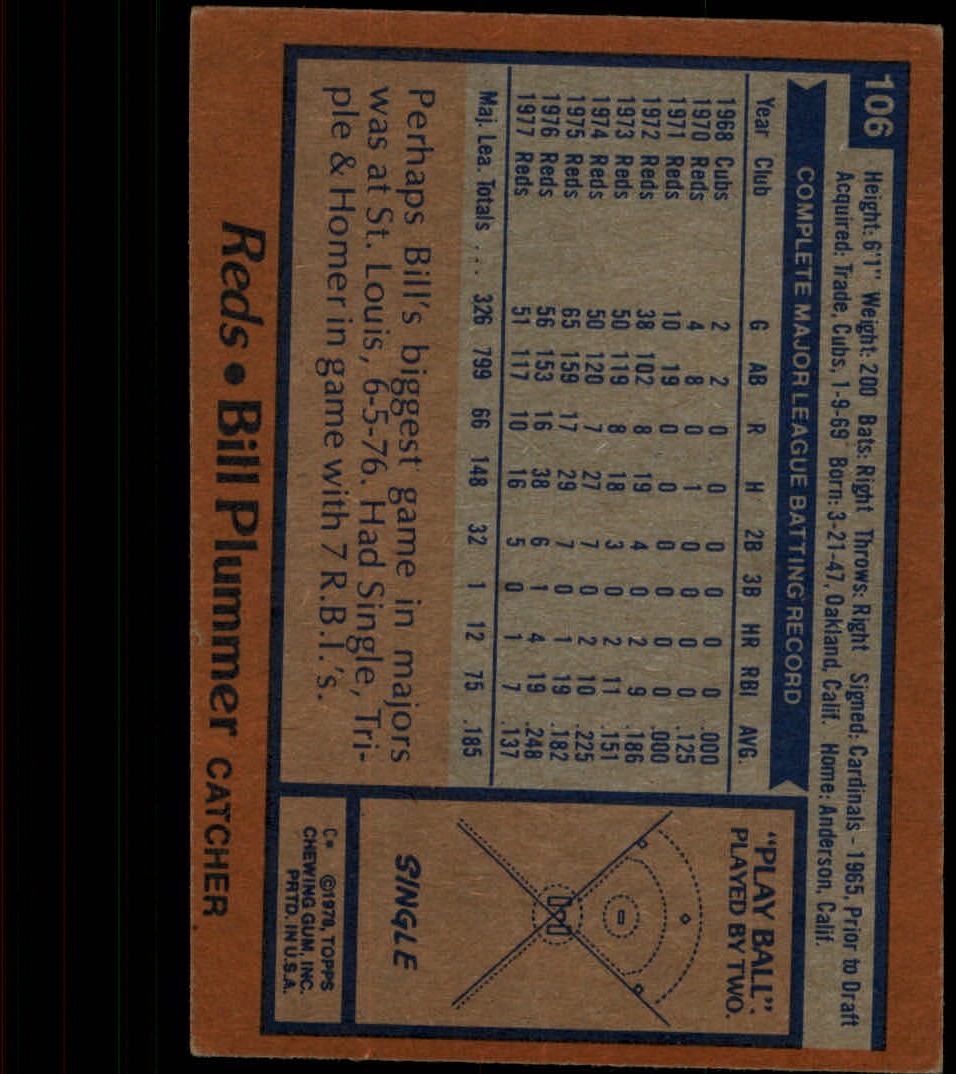 106
Height: 6'1" Weight: 200 Bats: Right Throws: Right Signed: Cardinals - 1965, Prior to Draft
Acquired: Trade, Cubs, 1-9-69 Born: 3-21-47, Oakland, Calif. Home: Anderson, Calif.
COMPLETE MAJOR LEAGUE BATTING RECORD
Year Club G AB R H 2B 3B HR RBI AVG.
1968 Cubs 2 2 0 0 0 0 0 0 .000
1970 Reds 4 8 0 1 0 0 0 0 .125
1971 Reds 10 19 0 0 0 0 0 0 .000
1972 Reds 38 102 8 19 4 0 2 9 .186
1973 Reds 50 119 8 18 3 0 2 11 .151
1974 Reds 50 120 7 27 7 0 2 10 .225
1975 Reds 65 159 17 29 7 0 1 19 .182
1976 Reds 56 153 16 38 6 1 4 19 .248
1977 Reds 51 117 10 16 5 0 1 7 .137
Maj. Lea. Totals . . . 326 799 66 148 32 1 12 75 .185
Perhaps Bill's biggest game in majors
was at St. Louis, 6-5-76. Had Single, Tri-
ple & Homer in game with 7 R.B.I.'s.
"PLAY BALL".
PLAYED BY TWO.
SINGLE
C* ©1978, TOPPS
CHEWING GUM, INC.
PRTD. IN U.S.A.
Reds • Bill Plummer CATCHER